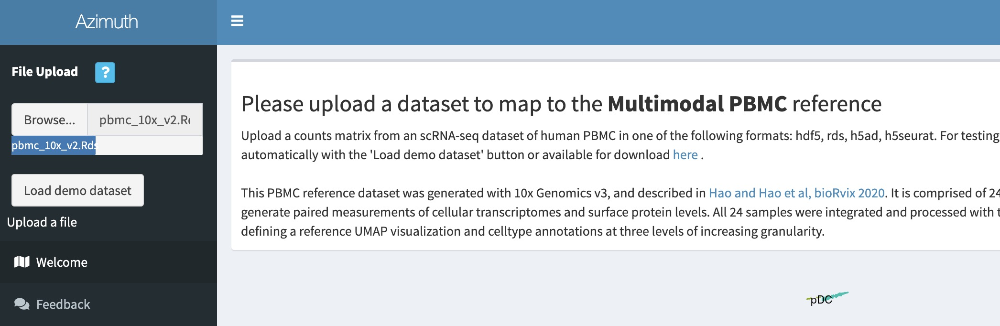 Azimuth
File Upload
?
Browse...
pbmc_10x_v2.R
pbmc_10x_v2.Rds
Load demo dataset
Upload a file
Welcome
Feedback
Please upload a dataset to map to the Multimodal PBMC reference
Upload a counts matrix from an scRNA-seq dataset of human PBMC in one of the following formats: hdf5, rds, h5ad, h5seurat. For testing
automatically with the 'Load demo dataset' button or available for download here .
This PBMC reference dataset was generated with 10x Genomics v3, and described in Hao and Hao et al, bioRvix 2020. It is comprised of 24
generate paired measurements of cellular transcriptomes and surface protein levels. All 24 samples were integrated and processed with t
defining a reference UMAP visualization and celltype annotations at three levels of increasing granularity.
pDC